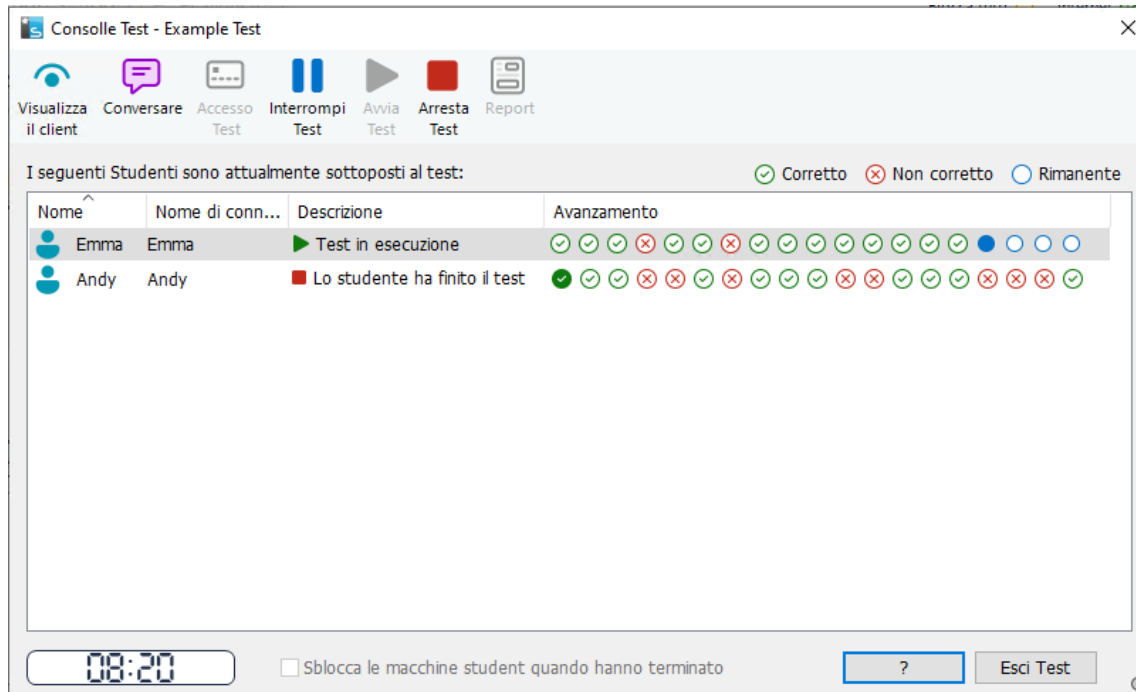 Consolle Test - Example Test
Visualizza il client
Conversare
Accesso Test
Interrompi Test
Avvia Test
Arresta Test
Report
I seguenti Studenti sono attualmente sottoposti al test:
Corretto Non corretto Rimanente
Nome Nome di conn... Descrizione Avanzamento
Emma Emma Test in esecuzione
Andy Andy Lo studente ha finito il test
08:20 Sblocca le macchine student quando hanno terminato ? Esci Test